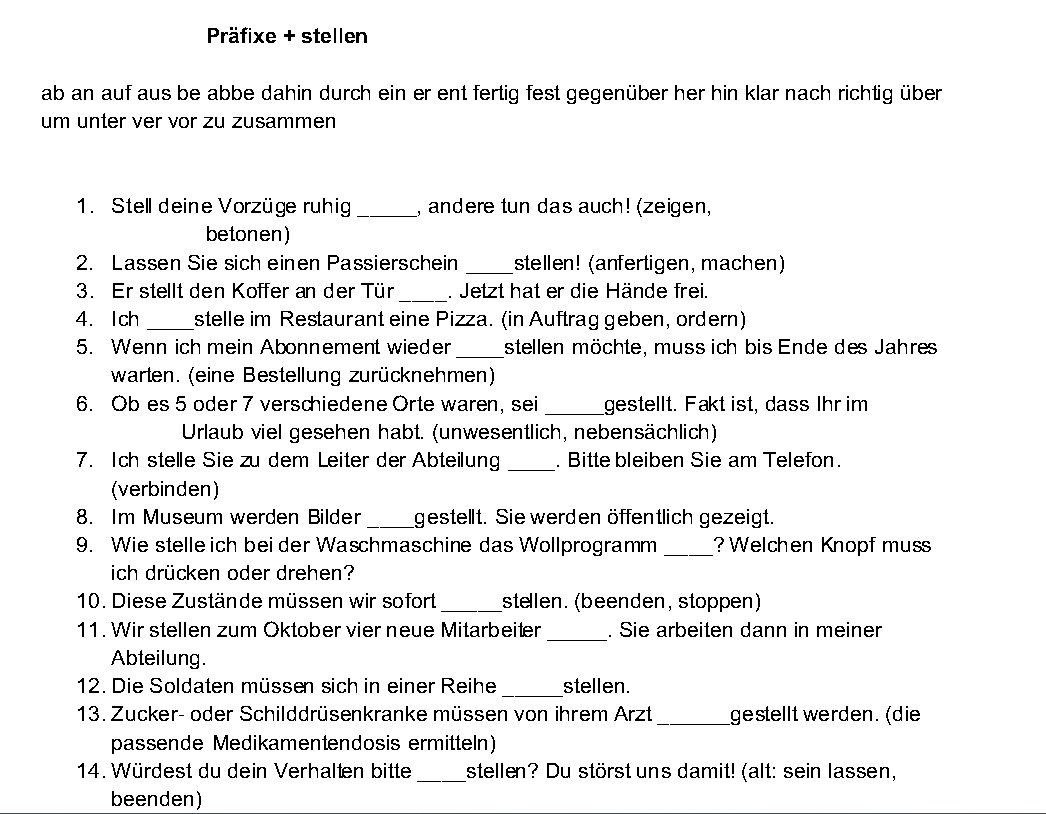 Präfixe + stellen
ab an auf aus be abbe dahin durch ein er ent fertig fest gegenüber her hin klar nach richtig über
um unter ver vor zu zusammen
1. Stell deine Vorzüge ruhig _____, andere tun das auch! (zeigen,
betonen)
2. Lassen Sie sich einen Passierschein ____stellen! (anfertigen, machen)
3. Er stellt den Koffer an der Tür ____. Jetzt hat er die Hände frei.
4. Ich ____stelle im Restaurant eine Pizza. (in Auftrag geben, ordern)
5. Wenn ich mein Abonnement wieder ____stellen möchte, muss ich bis Ende des Jahres
warten. (eine Bestellung zurücknehmen)
6. Ob es 5 oder 7 verschiedene Orte waren, sei _____gestellt. Fakt ist, dass Ihr im
Urlaub viel gesehen habt. (unwesentlich, nebensächlich)
7. Ich stelle Sie zu dem Leiter der Abteilung ____. Bitte bleiben Sie am Telefon.
(verbinden)
8. Im Museum werden Bilder ____gestellt. Sie werden öffentlich gezeigt.
9. Wie stelle ich bei der Waschmaschine das Wollprogramm ____? Welchen Knopf muss
ich drücken oder drehen?
10. Diese Zustände müssen wir sofort _____stellen. (beenden, stoppen)
11. Wir stellen zum Oktober vier neue Mitarbeiter _____. Sie arbeiten dann in meiner
Abteilung.
12. Die Soldaten müssen sich in einer Reihe _____stellen.
13. Zucker- oder Schilddrüsenkranke müssen von ihrem Arzt ______gestellt werden. (die
passende Medikamentendosis ermitteln)
14. Würdest du dein Verhalten bitte ____stellen? Du störst uns damit! (alt: sein lassen,
beenden)